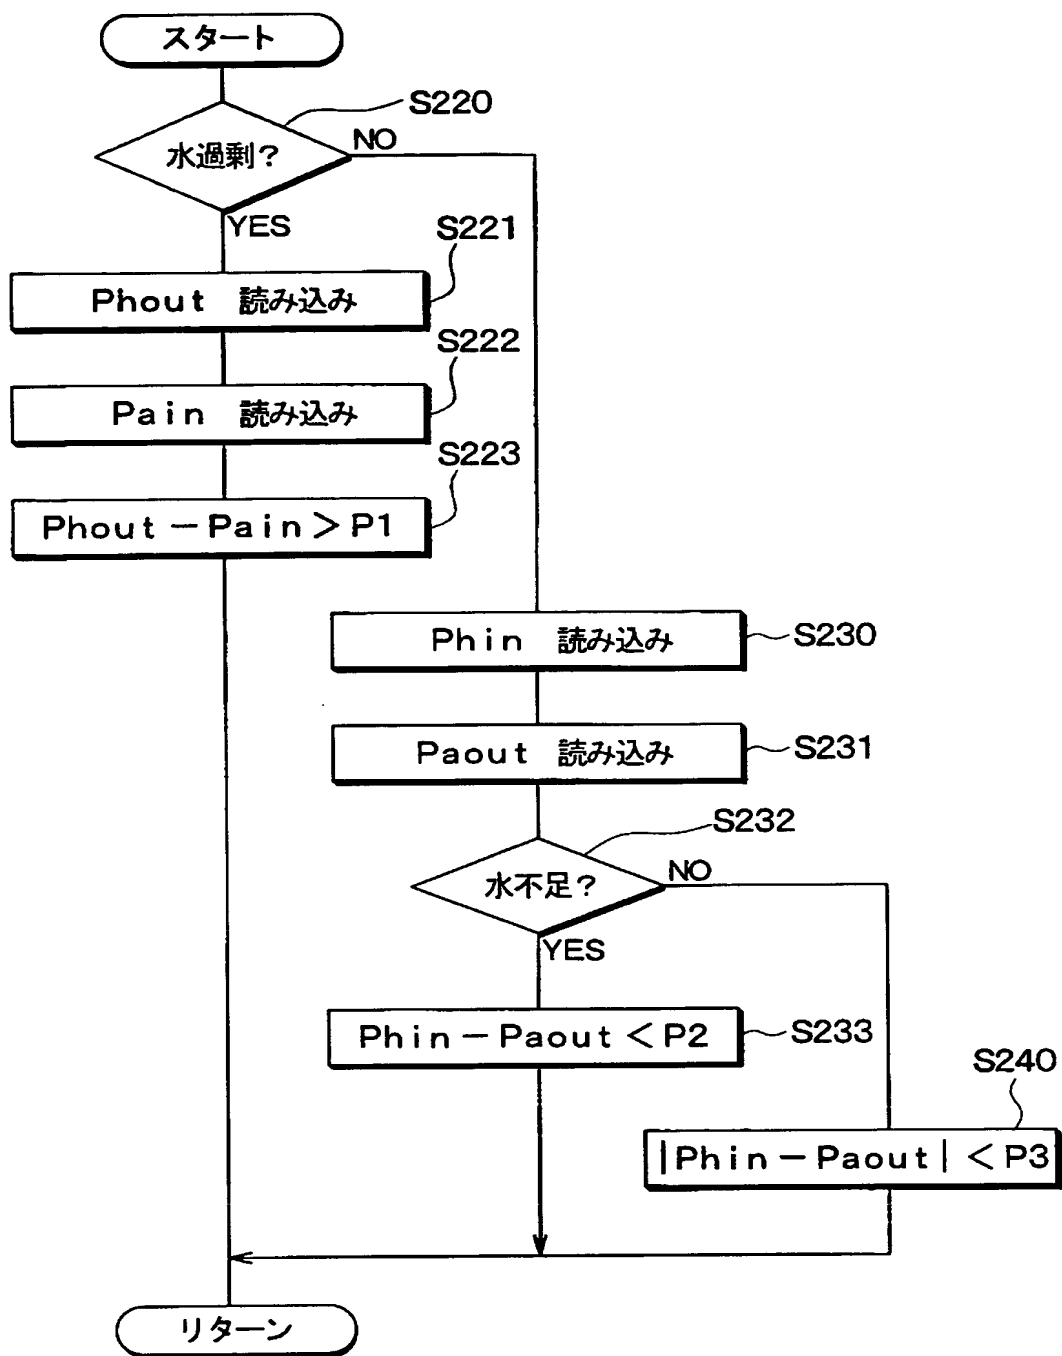 スタート
S220
水過剰?
NO
YES
S221
Phout 読み込み
S222
Pain 読み込み
S223
Phout－Pain＞P1
Phin 読み込み
S230
Paout 読み込み
S231
S232
水不足?
NO
YES
Phin－Paout＜P2
S233
S240
|Phin－Paout|＜P3
リターン